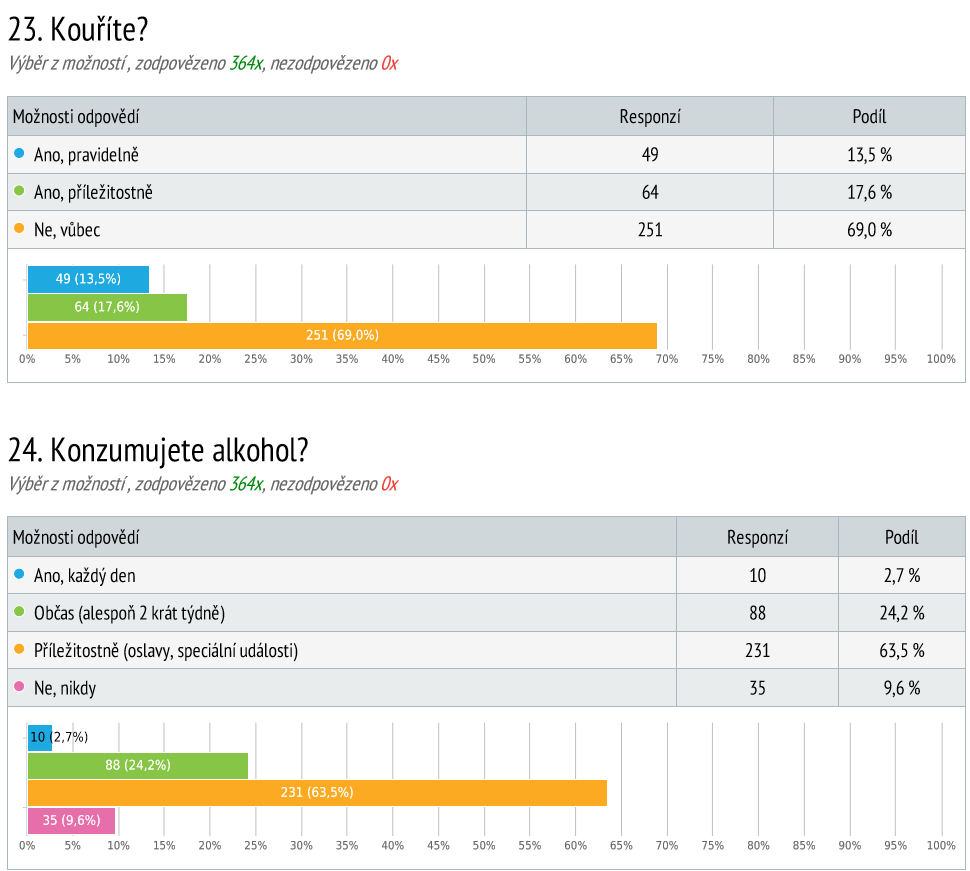 23. Kouříte?
Výběr z možností, zodpovězeno 364x, nezodpovězeno 0x
Možnosti odpovědí Responzí Podíl
Ano, pravidelně 49 13,5 %
Ano, příležitostně 64 17,6 %
Ne, vůbec 251 69,0 %
49 (13,5%)
64 (17,6%)
251 (69,0%)
0% 5% 10% 15% 20% 25% 30% 35% 40% 45% 50% 55% 60% 65% 70% 75% 80% 85% 90% 95% 100%
24. Konzumujete alkohol?
Výběr z možností, zodpovězeno 364x, nezodpovězeno 0x
Možnosti odpovědí Responzí Podíl
Ano, každý den 10 2,7 %
Občas (alespoň 2 krát týdně) 88 24,2 %
Příležitostně (oslavy, speciální události) 231 63,5 %
Ne, nikdy 35 9,6 %
10 (2,7%)
88 (24,2%)
231 (63,5%)
35 (9,6%)
0% 5% 10% 15% 20% 25% 30% 35% 40% 45% 50% 55% 60% 65% 70% 75% 80% 85% 90% 95% 100%